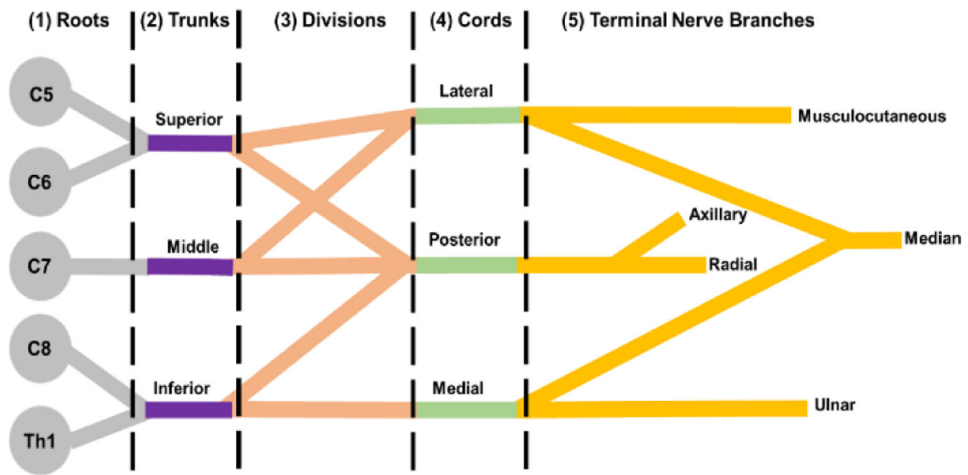 (1) Roots
(2) Trunks
(3) Divisions
(4) Cords
(5) Terminal Nerve Branches
C5
Superior
Lateral
Musculocutaneous
C6
Axillary
Middle
Posterior
Median
C7
Radial
C8
Inferior
Medial
Ulnar
Th1